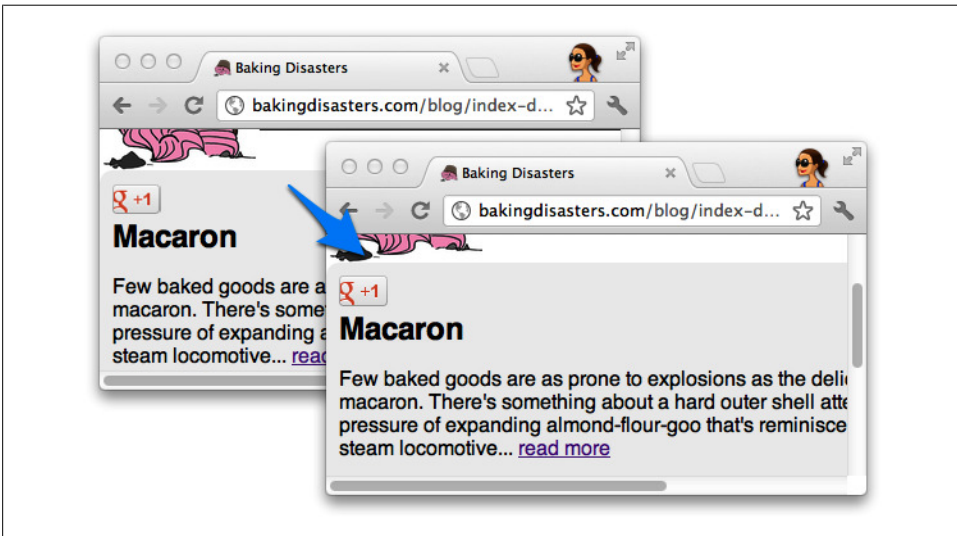 Baking Disasters
bakingdisasters.com/blog/index-d...
g +1
Macaron
Few baked goods are a
macaron. There's some
pressure of expanding a
steam locomotive... read
Baking Disasters
bakingdisasters.com/blog/index-d...
g +1
Macaron
Few baked goods are as prone to explosions as the deli
macaron. There's something about a hard outer shell atte
pressure of expanding almond-flour-goo that's reminisce
steam locomotive... read more